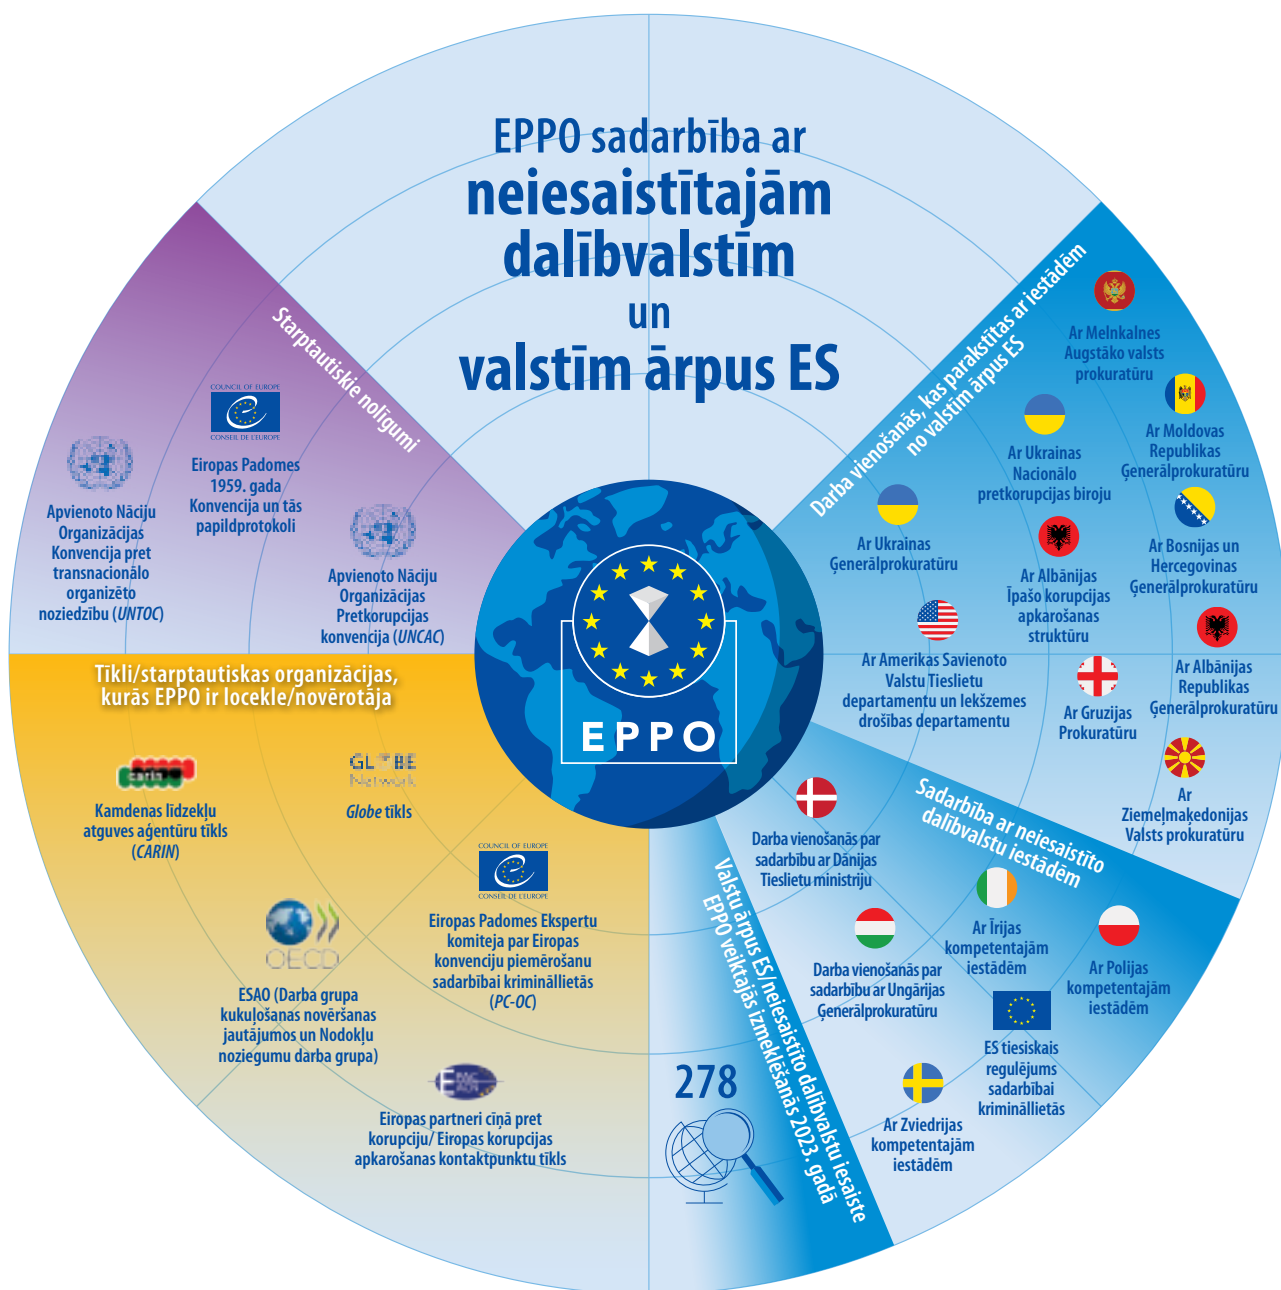 EPPO sadarbība ar
neiesaistītajām
dalībvalstīm
un
valstīm ārpus ES
Starptautiskie nolīgumi
COUNCIL OF EUROPE
CONSEIL DE L'EUROPE
Eiropas Padomes
1959. gada
Konvencija un tās
papildprotokoli
Apvienoto Nāciju
Organizācijas
Konvencija pret
transnacionālo
organizēto
noziedzību (UNTOC)
Apvienoto Nāciju
Organizācijas
Pretkorupcijas
konvencija (UNCAC)
Darba vienošanās, kas parakstītas ar iestādēm
no valstīm ārpus ES
Ar Melnkalnes
Augstāko valsts
prokuratūru
Ar Moldovas
Republikas
Ģenerālprokuratūru
Ar Ukrainas
Nacionālo
pretkorupcijas biroju
Ar Ukrainas
Ģenerālprokuratūru
Ar Bosnijas un
Hercegovinas
Ģenerālprokuratūru
Ar Albānijas
Īpašo korupcijas
apkarošanas
struktūru
Ar Amerikas Savienoto
Valstu Tieslietu
departamentu un Iekšzemes
drošības departamentu
Ar Albānijas
Republikas
Ģenerālprokuratūru
Ar Gruzijas
Prokuratūru
Ar
Ziemeļmaķedonijas
Valsts prokuratūru
EPPO
Tīkli/starptautiskas organizācijas,
kurās EPPO ir locekle/novērotāja
carin
Kamdenas līdzekļu
atguves aģentūru tīkls
(CARIN)
GLOBE
Network
Globe tīkls
COUNCIL OF EUROPE
CONSEIL DE L'EUROPE
Eiropas Padomes Ekspertu
komiteja par Eiropas
konvenciju piemērošanu
sadarbībai krimināllietās
(PC-OC)
OECD
ESAO (Darba grupa
kukuļošanas novēršanas
jautājumos un Nodokļu
noziegumu darba grupa)
Eiropas partneri cīņā pret
korupciju/ Eiropas korupcijas
apkarošanas kontaktpunktu tīkls
Valstu ārpus ES/neiesaistīto dalībvalstu iesaiste
EPPO veiktajās izmeklēšanās 2023. gadā
278
Sadarbība ar neiesaistīto
dalībvalstu iestādēm
Darba vienošanās par
sadarbību ar Dānijas
Tieslietu ministriju
Darba vienošanās par
sadarbību ar Ungārijas
Ģenerālprokuratūru
Ar Īrijas
kompetentajām
iestādēm
Ar Polijas
kompetentajām
iestādēm
ES tiesiskais
regulējums
sadarbībai
krimināllietās
Ar Zviedrijas
kompetentajām
iestādēm